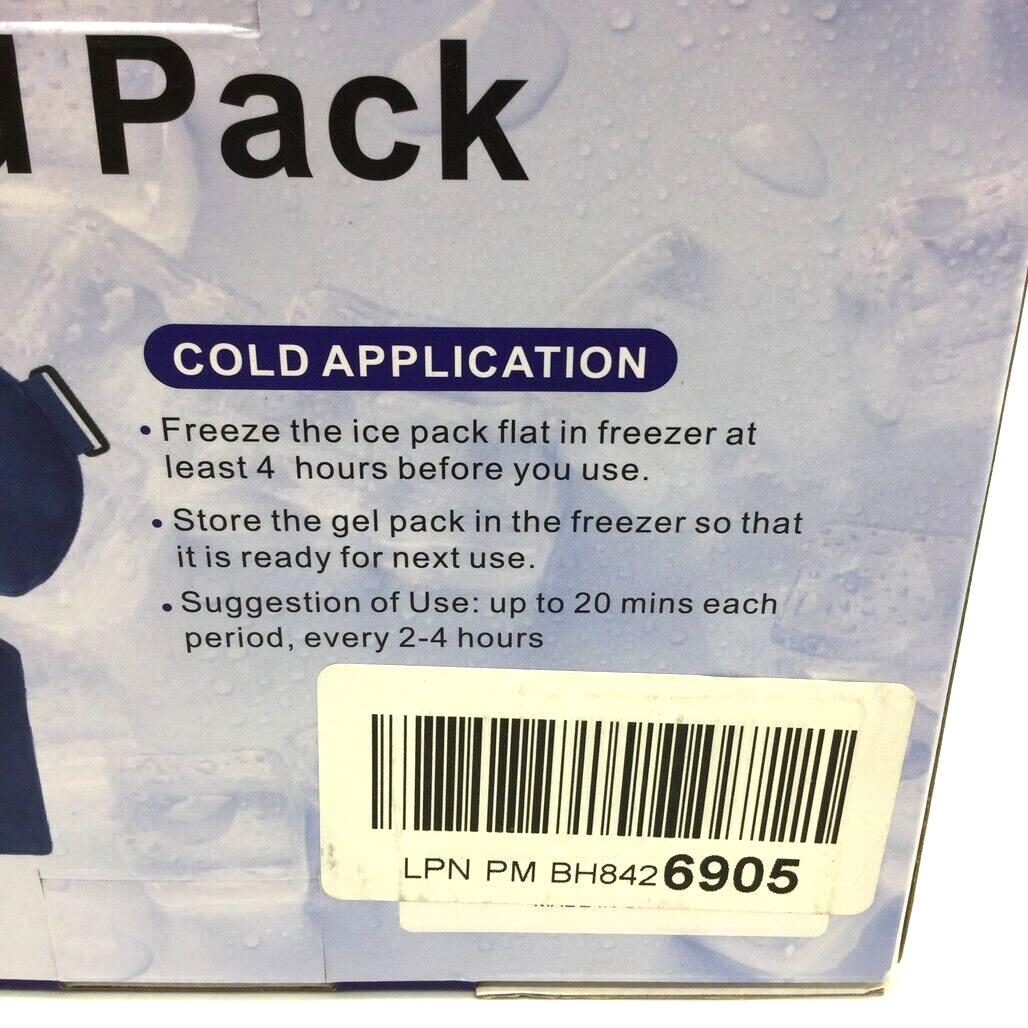 Pack
COLD APPLICATION
• Freeze the ice pack flat in freezer at
least 4 hours before you use.
• Store the gel pack in the freezer so that
it is ready for next use.
• Suggestion of Use: up to 20 mins each
period, every 2-4 hours
LPN PM BH8426905